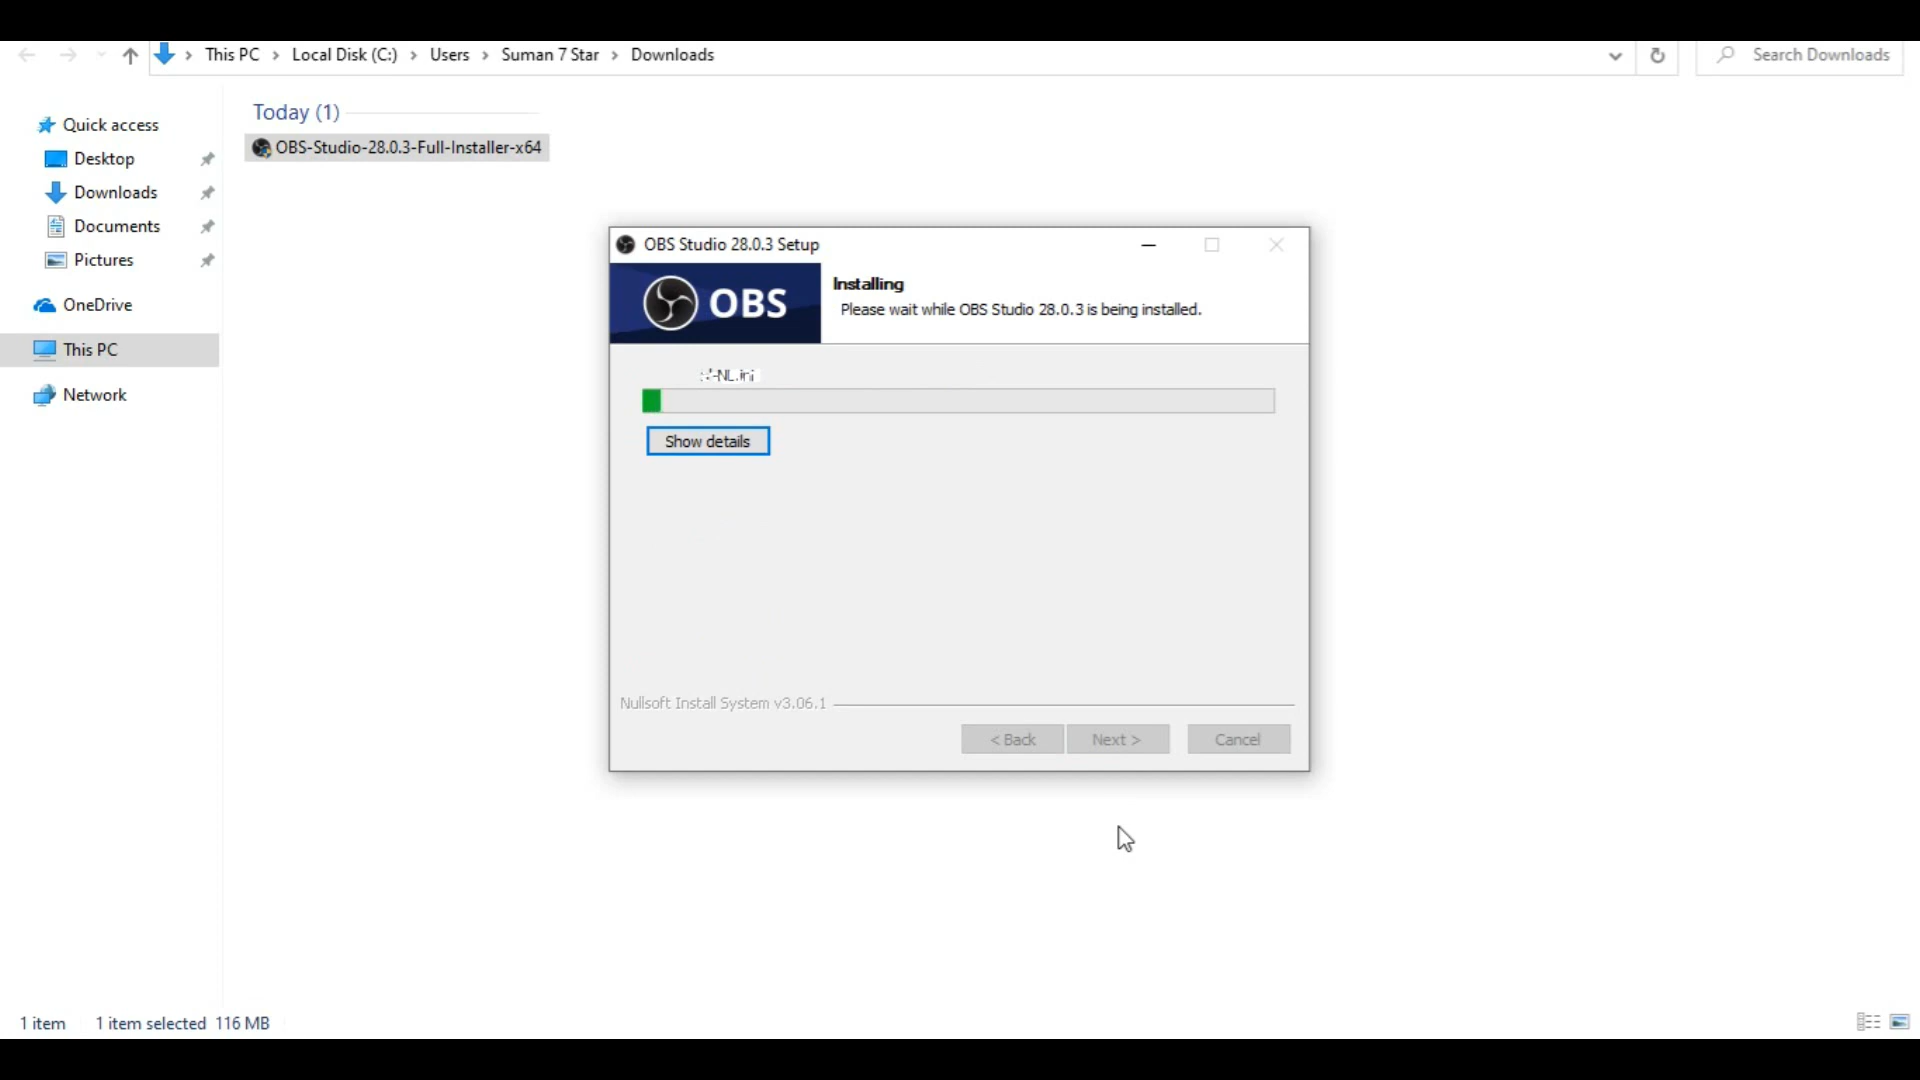 This PC > Local Disk (C:) > Users > Suman 7 Star > Downloads
Search Downloads
Quick access
Desktop
Downloads
Documents
Pictures
OneDrive
This PC
Network
Today (1)
OBS-Studio-28.0.3-Full-Installer-x64
OBS Studio 28.0.3 Setup
OBS
Installing
Please wait while OBS Studio 28.0.3 is being installed.
-NL.ini
Show details
Nullsoft Install System v3.06.1
< Back
Next >
Cancel
1 item
1 item selected 116 MB